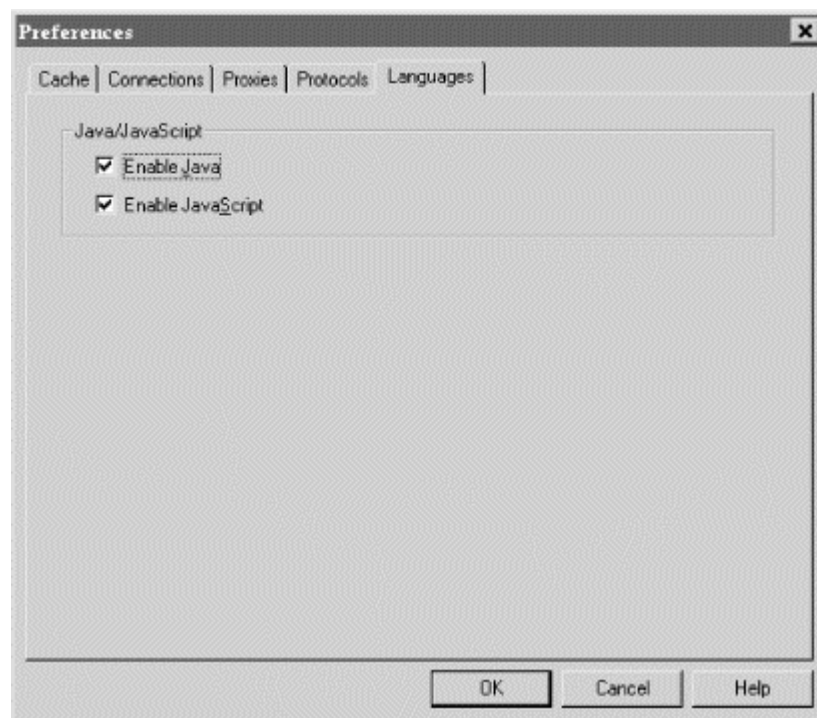 Preferences
Cache Connections Proxies Protocols Languages
Java/JavaScript
Enable Java
Enable JavaScript
OK Cancel Help